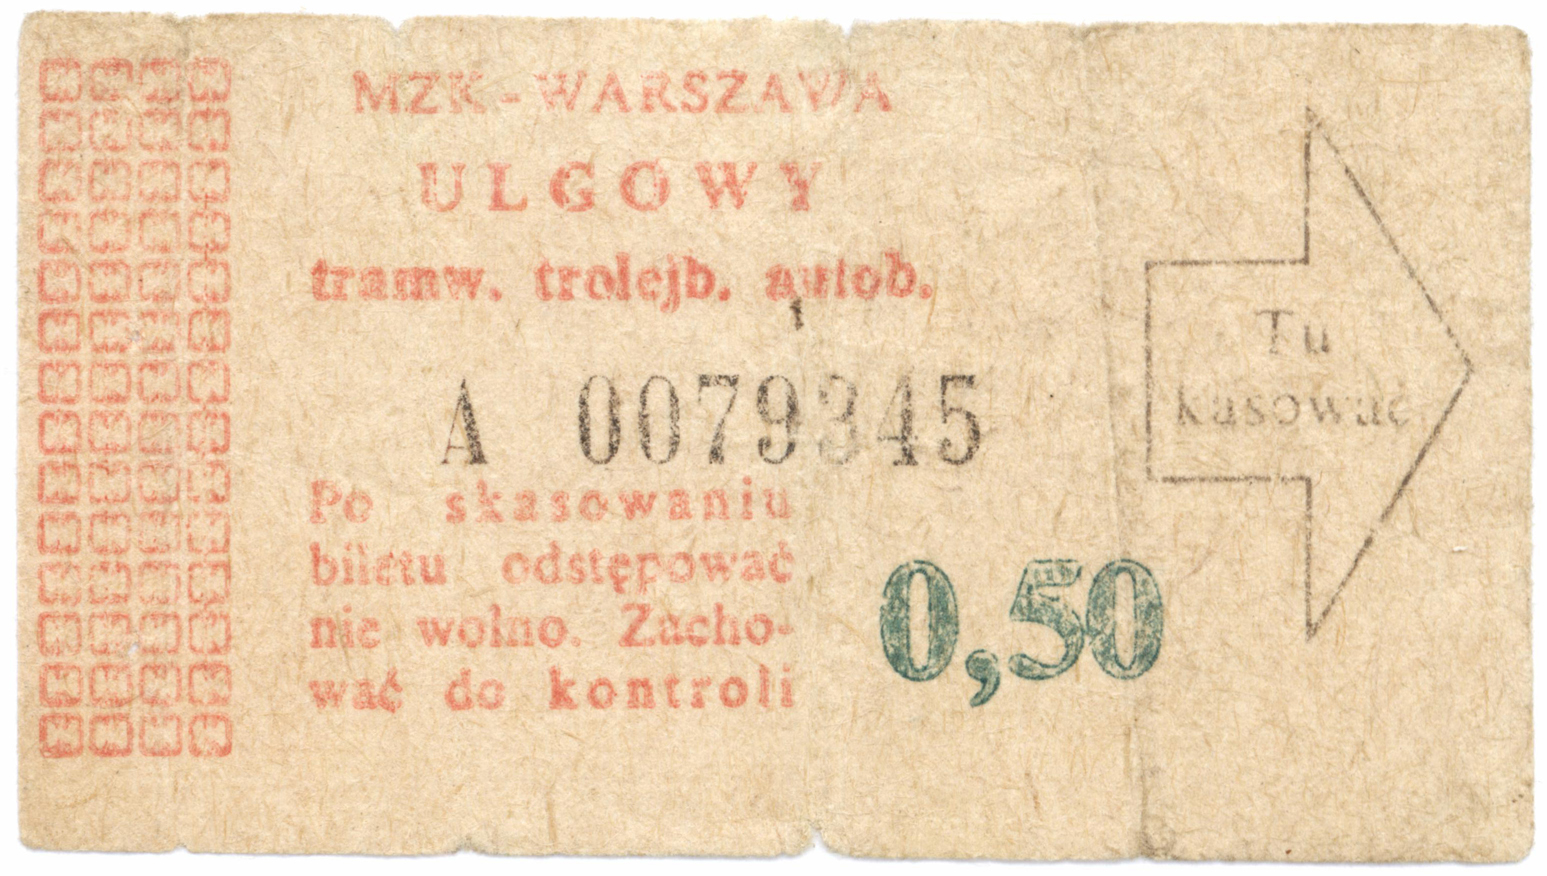 MZK-WARSZAWA
ULGOWY
tramw. trolejb. autob.
A 0079345
Po skasowaniu
biletu odstępować
nie wolno. Zacho-
wać do kontroli
0,50
Tu
kasować